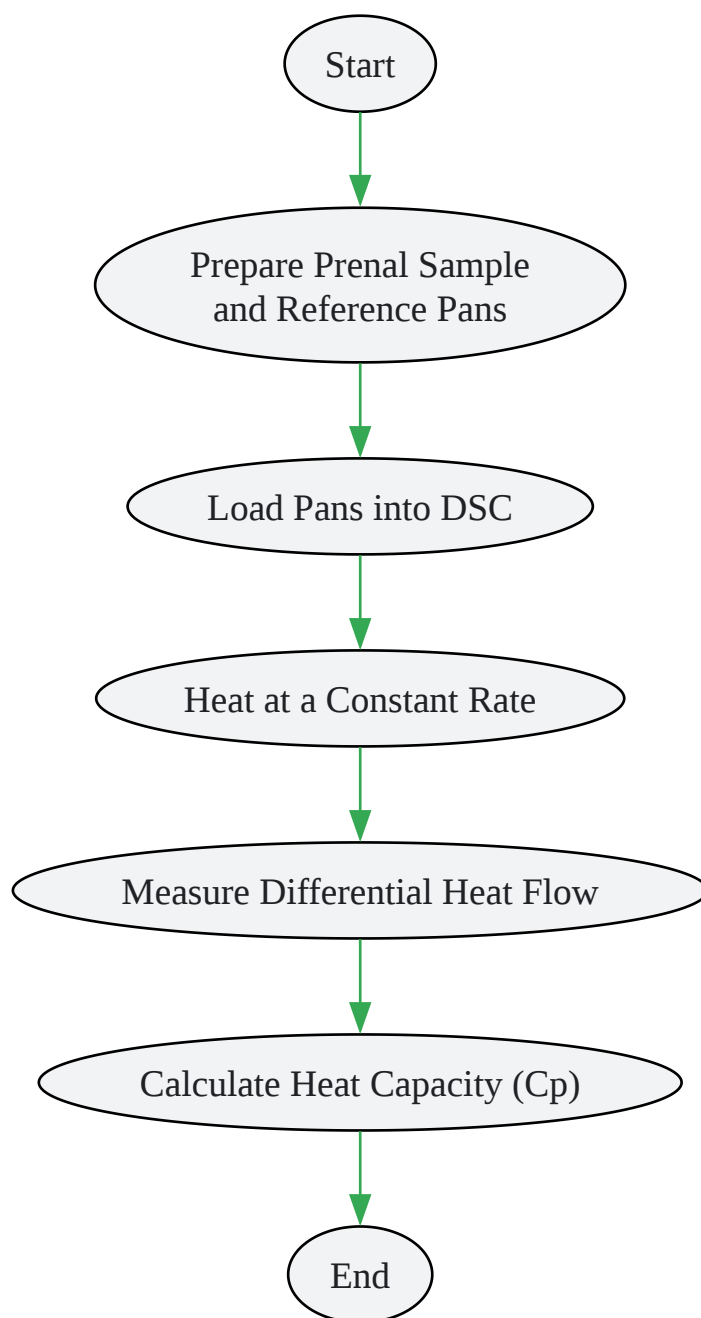 Start
Prepare Prenal Sample
and Reference Pans
Load Pans into DSC
Heat at a Constant Rate
Measure Differential Heat Flow
Calculate Heat Capacity (Cp)
End